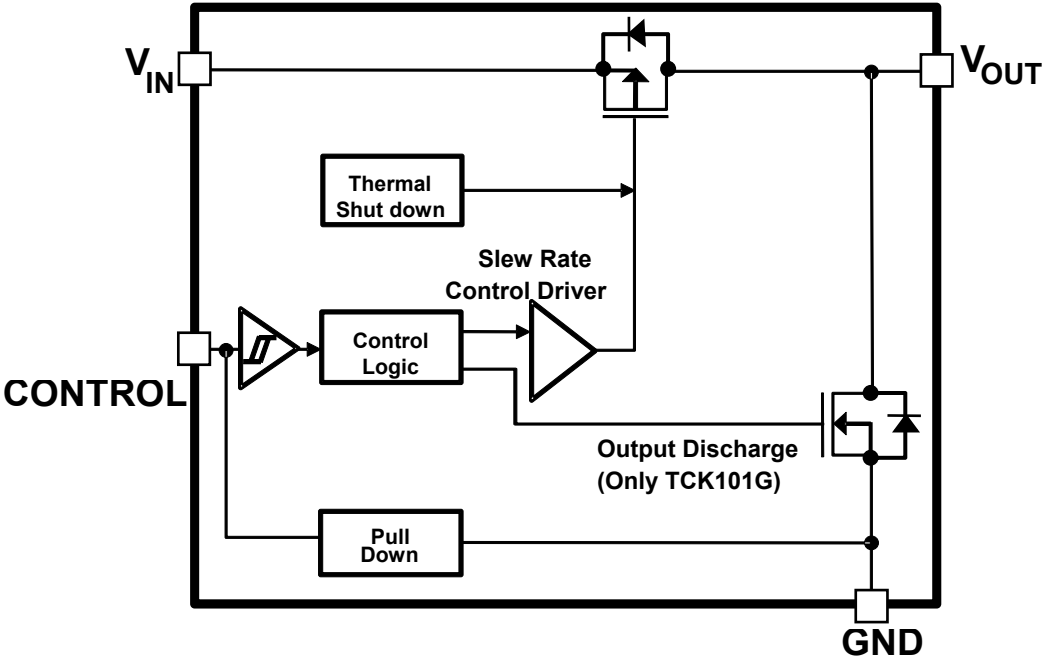 VIN
VOUT
Thermal
Shut down
Slew Rate
Control Driver
Control
Logic
CONTROL
Output Discharge
(Only TCK101G)
Pull
Down
GND